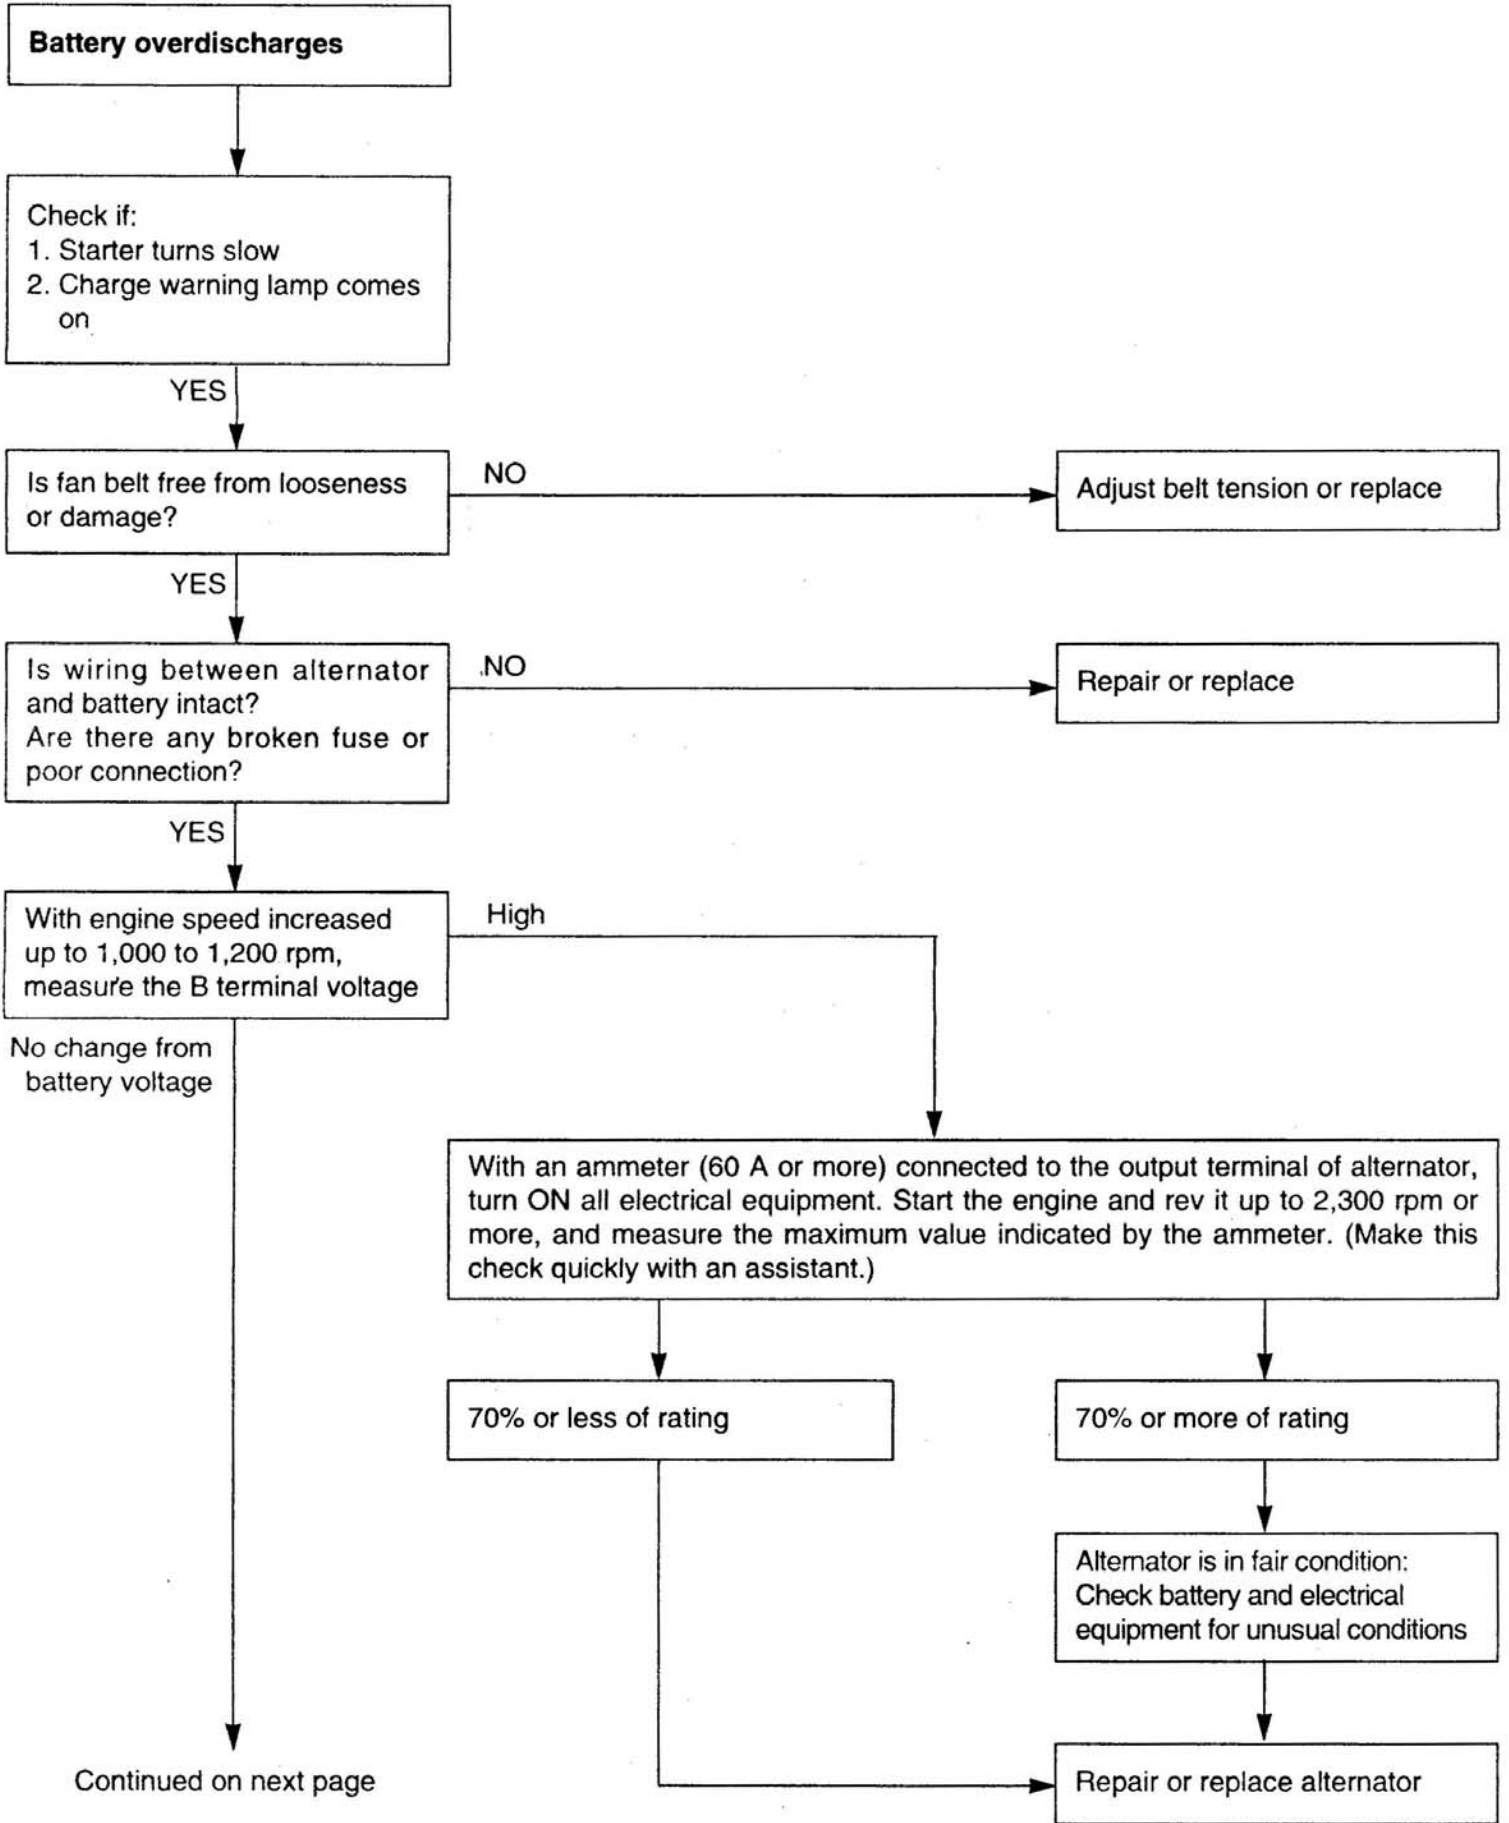 Battery overdischarges
Check if:
1. Starter turns slow
2. Charge warning lamp comes
on
YES
Is fan belt free from looseness
or damage?
NO
Adjust belt tension or replace
YES
Is wiring between alternator
and battery intact?
Are there any broken fuse or
poor connection?
NO
Repair or replace
YES
With engine speed increased
up to 1,000 to 1,200 rpm,
measure the B terminal voltage
High
No change from
battery voltage
With an ammeter (60 A or more) connected to the output terminal of alternator,
turn ON all electrical equipment. Start the engine and rev it up to 2,300 rpm or
more, and measure the maximum value indicated by the ammeter. (Make this
check quickly with an assistant.)
70% or less of rating
70% or more of rating
Alternator is in fair condition:
Check battery and electrical
equipment for unusual conditions
Continued on next page
Repair or replace alternator